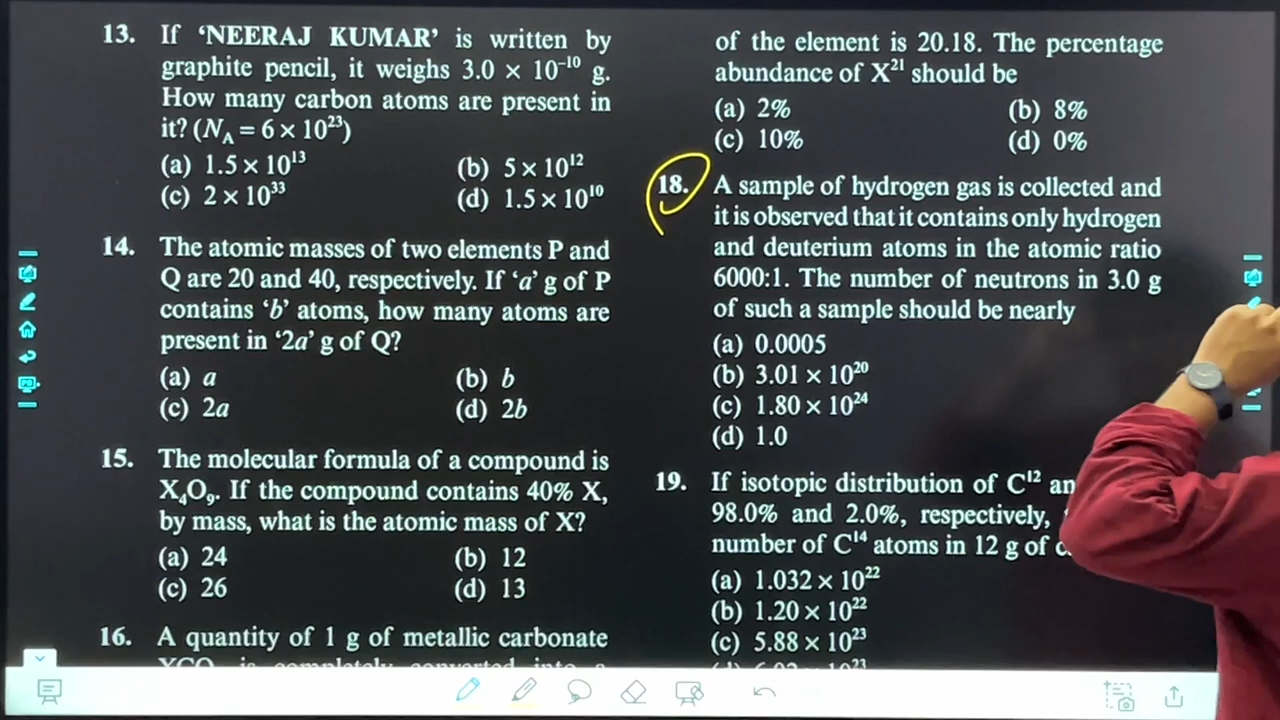 13. If ‘NEERAJ KUMAR’ is written by
graphite pencil, it weighs 3.0 × 10⁻¹⁰ g.
How many carbon atoms are present in
it? (N_A = 6 × 10²³)
(a) 1.5 × 10¹³ (b) 5 × 10¹²
(c) 2 × 10³³ (d) 1.5 × 10¹⁰
14. The atomic masses of two elements P and
Q are 20 and 40, respectively. If ‘a’ g of P
contains ‘b’ atoms, how many atoms are
present in ‘2a’ g of Q?
(a) a (b) b
(c) 2a (d) 2b
15. The molecular formula of a compound is
X₄O₉. If the compound contains 40% X,
by mass, what is the atomic mass of X?
(a) 24 (b) 12
(c) 26 (d) 13
16. A quantity of 1 g of metallic carbonate
XCO₃ is completely converted into a
of the element is 20.18. The percentage
abundance of X²¹ should be
(a) 2% (b) 8%
(c) 10% (d) 0%
18. A sample of hydrogen gas is collected and
it is observed that it contains only hydrogen
and deuterium atoms in the atomic ratio
6000:1. The number of neutrons in 3.0 g
of such a sample should be nearly
(a) 0.0005
(b) 3.01 × 10²⁰
(c) 1.80 × 10²⁴
(d) 1.0
19. If isotopic distribution of C¹² an
98.0% and 2.0%, respectively,
number of C¹⁴ atoms in 12 g of
(a) 1.032 × 10²²
(b) 1.20 × 10²²
(c) 5.88 × 10²³